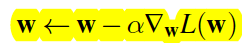 w ← w − α∇_w L(w)